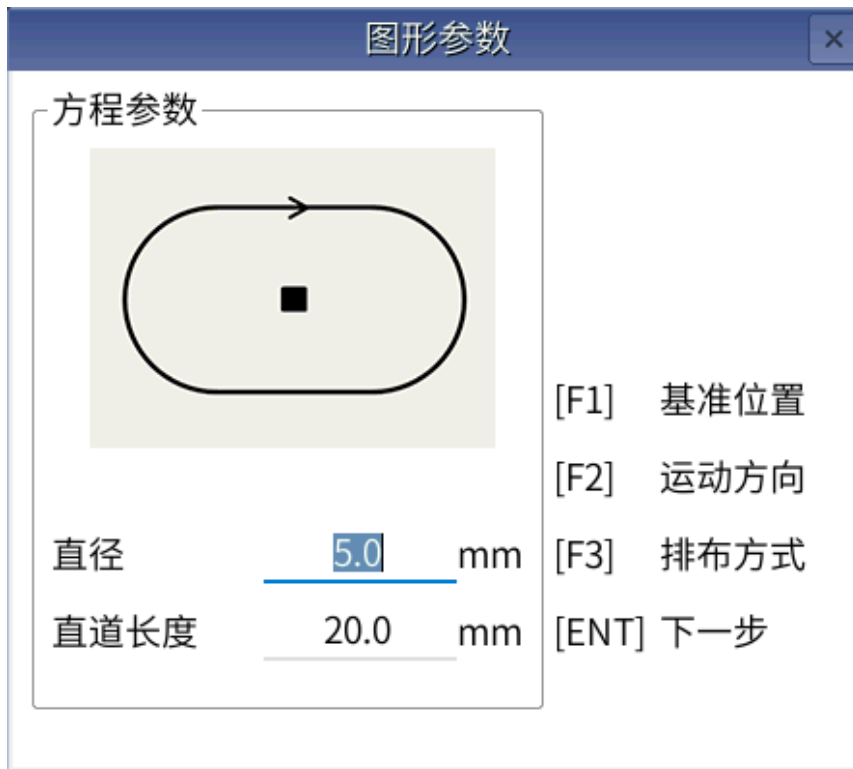 图形参数
方程参数
[F1] 基准位置
[F2] 运动方向
直径 5.0 mm [F3] 排布方式
直道长度 20.0 mm [ENT] 下一步